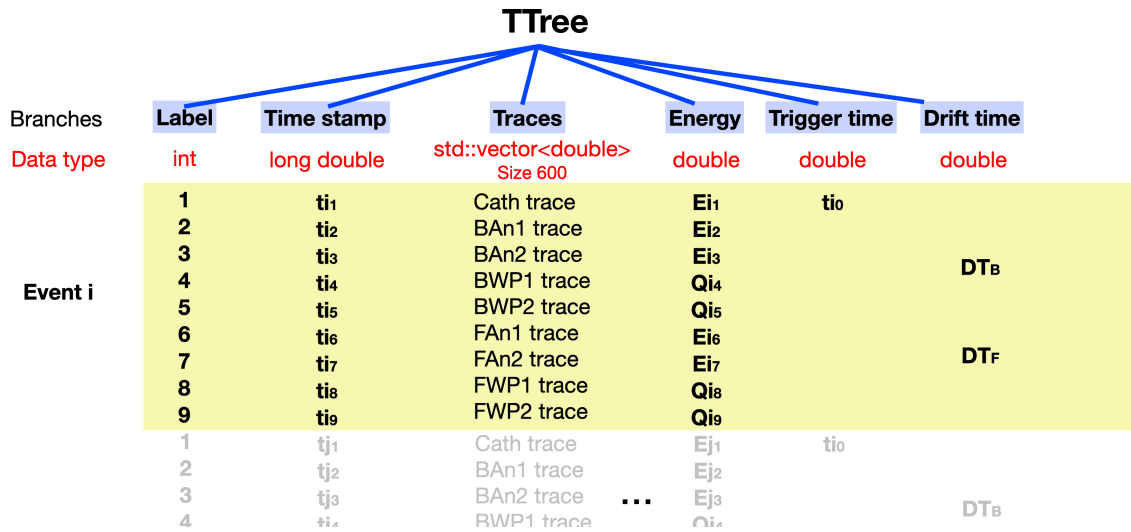 TTree
Branches Label Time stamp Traces Energy Trigger time Drift time
Data type int long double std::vector<double> double double double
Size 600
1 ti1 Cath trace Ei1 ti0
2 ti2 BAn1 trace Ei2
3 ti3 BAn2 trace Ei3
DTB
4 ti4 BWP1 trace Qi4
Event i
5 ti5 BWP2 trace Qi5
6 ti6 FAn1 trace Ei6
DTF
7 ti7 FAn2 trace Ei7
8 ti8 FWP1 trace Qi8
9 ti9 FWP2 trace Qi9
1 tj1 Cath trace Ej1 ti0
2 tj2 BAn1 trace Ej2
3 tj3 BAn2 trace ... Ej3
DTB
4 ti4 BWP1 trace Qi4